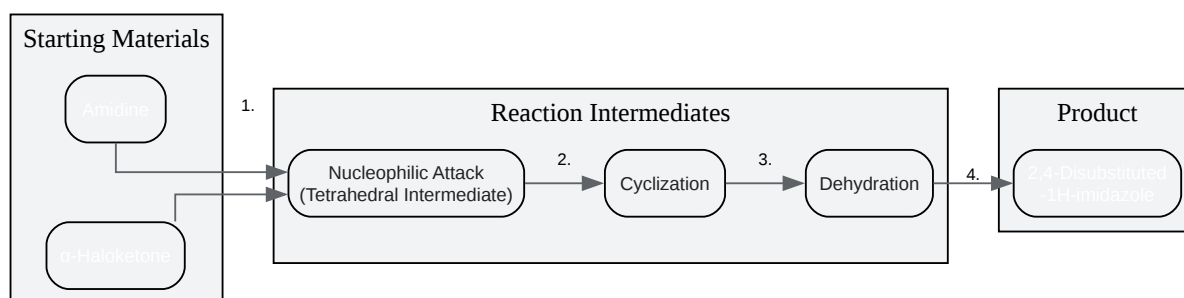 Starting Materials
Amidine
α-Haloketone
1.
Reaction Intermediates
Nucleophilic Attack
(Tetrahedral Intermediate)
2.
Cyclization
3.
Dehydration
4.
Product
2,4-Disubstituted
-1H-imidazole